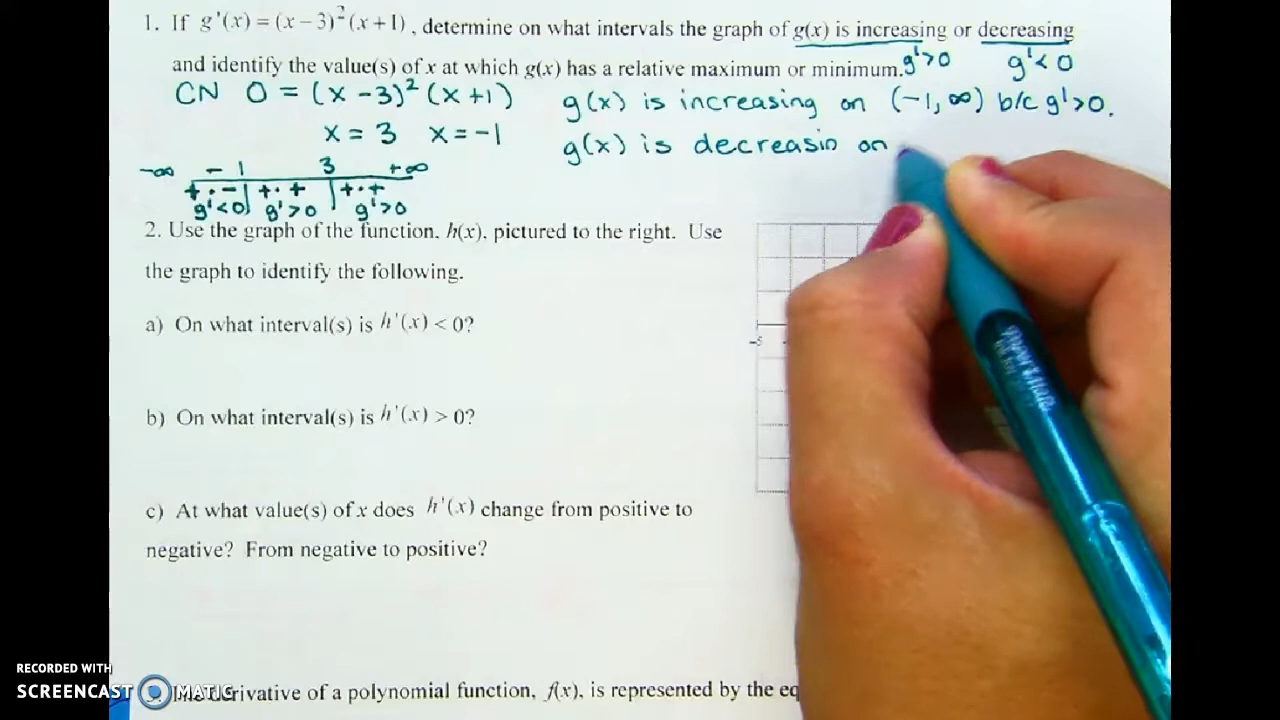 1. If g'(x) = (x − 3)²(x + 1), determine on what intervals the graph of g(x) is increasing or decreasing
and identify the value(s) of x at which g(x) has a relative maximum or minimum. g'>0 g'<0
CN 0 = (x − 3)² (x + 1) g(x) is increasing on (−1, ∞) b/c g'>0.
x = 3 x = −1 g(x) is decreasin on
−∞ −1 3 +∞
+·− +·+ +·+
g'<0 g'>0 g'>0
2. Use the graph of the function, h(x), pictured to the right. Use
the graph to identify the following.
a) On what interval(s) is h'(x) < 0?
−5
b) On what interval(s) is h'(x) > 0?
c) At what value(s) of x does h'(x) change from positive to
negative? From negative to positive?
RECORDED WITH
SCREENCAST MATIC
derivative of a polynomial function, f(x), is represented by the eq